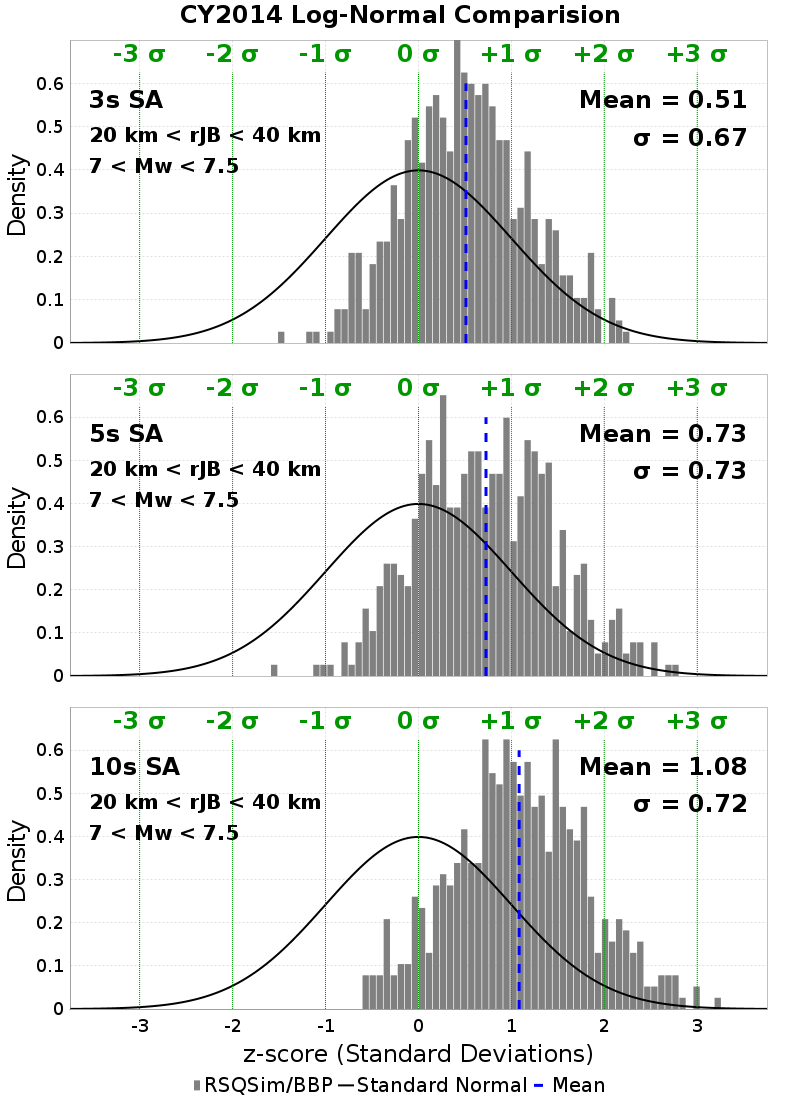 CY2014 Log-Normal Comparision
-3 σ -2 σ -1 σ 0 σ +1 σ +2 σ +3 σ
3s SA
Mean = 0.51
20 km < rJB < 40 km
σ = 0.67
7 < Mw < 7.5
Density
0.6
0.5
0.4
0.3
0.2
0.1
0
-3 σ -2 σ -1 σ 0 σ +1 σ +2 σ +3 σ
5s SA
Mean = 0.73
20 km < rJB < 40 km
σ = 0.73
7 < Mw < 7.5
Density
0.6
0.5
0.4
0.3
0.2
0.1
0
-3 σ -2 σ -1 σ 0 σ +1 σ +2 σ +3 σ
10s SA
Mean = 1.08
20 km < rJB < 40 km
σ = 0.72
7 < Mw < 7.5
Density
0.6
0.5
0.4
0.3
0.2
0.1
0
-3 -2 -1 0 1 2 3
z-score (Standard Deviations)
RSQSim/BBP Standard Normal Mean